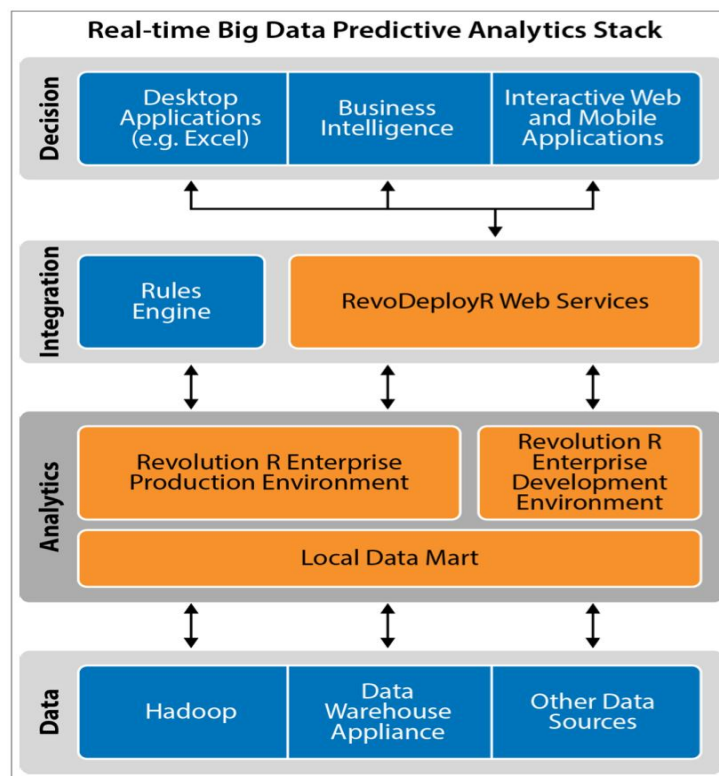 Real-time Big Data Predictive Analytics Stack
Decision
Desktop
Applications
(e.g. Excel)
Business
Intelligence
Interactive Web
and Mobile
Applications
Integration
Rules
Engine
RevoDeployR Web Services
Analytics
Revolution R Enterprise
Production Environment
Revolution R
Enterprise
Development
Environment
Local Data Mart
Data
Hadoop
Data
Warehouse
Appliance
Other Data
Sources